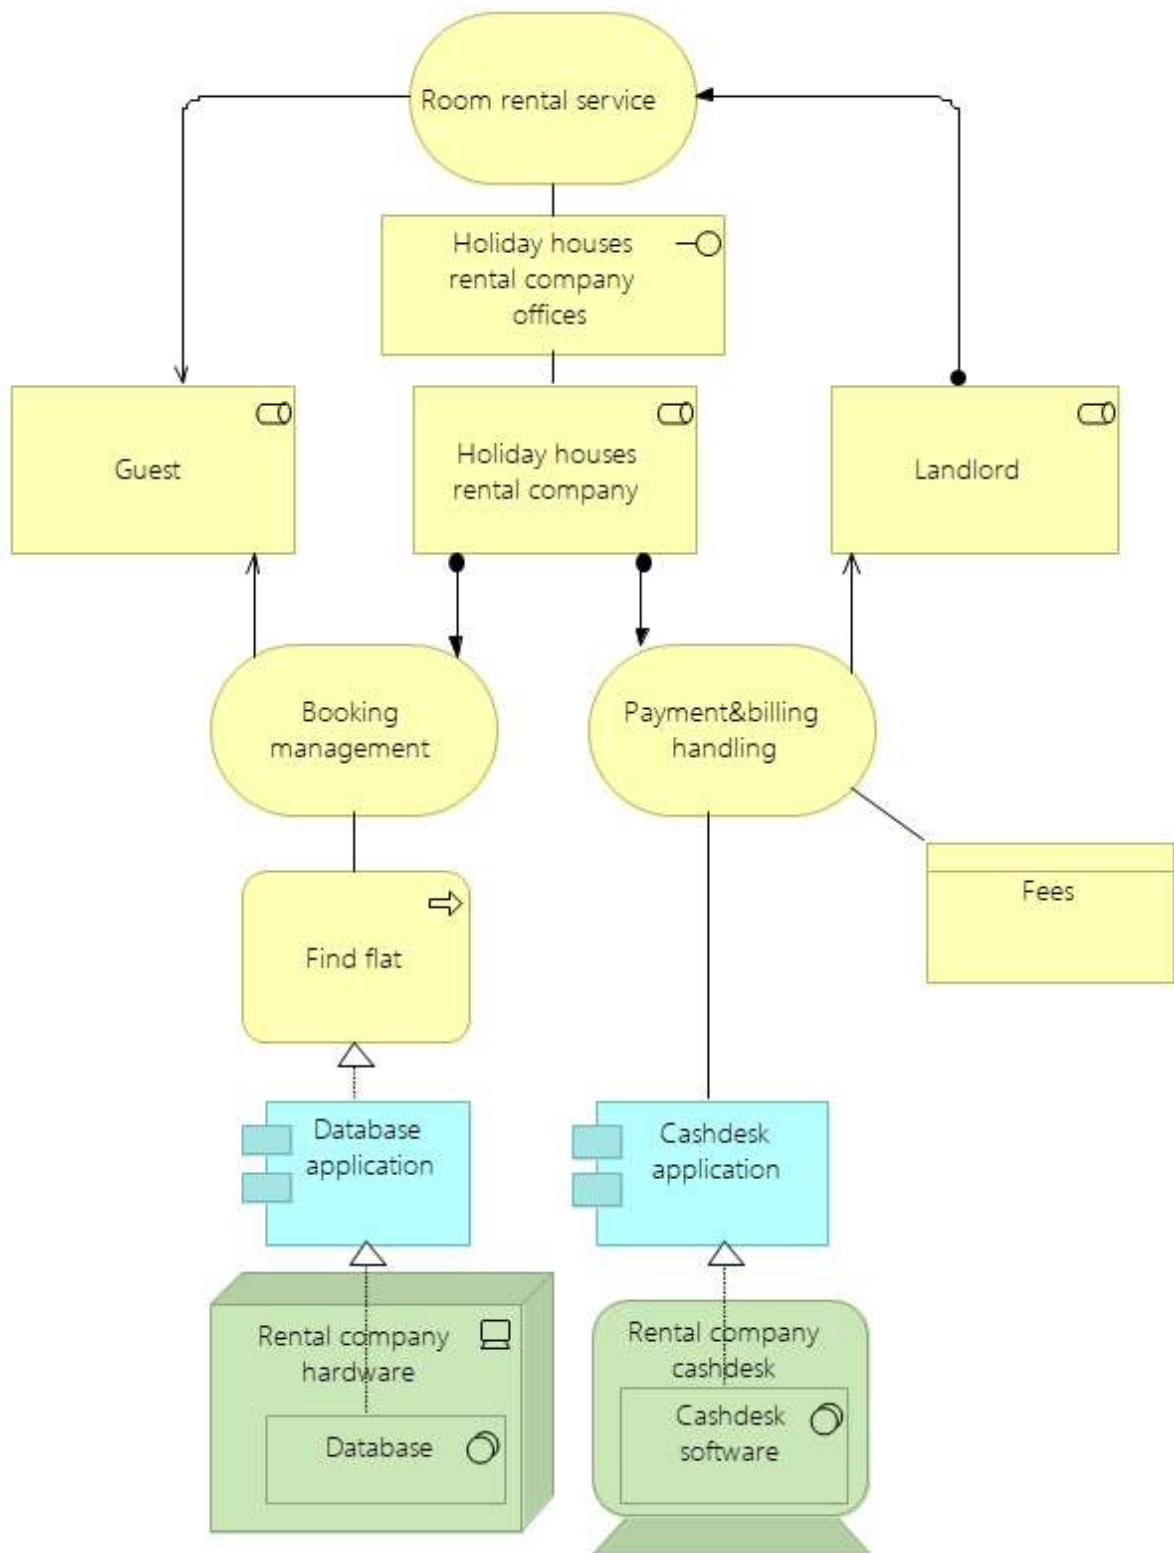 Room rental service
Holiday houses
rental company
offices
Guest
Holiday houses
rental company
Landlord
Booking
management
Payment&billing
handling
Fees
Find flat
Database
application
Cashdesk
application
Rental company
hardware
Database
Rental company
cashdesk
Cashdesk
software